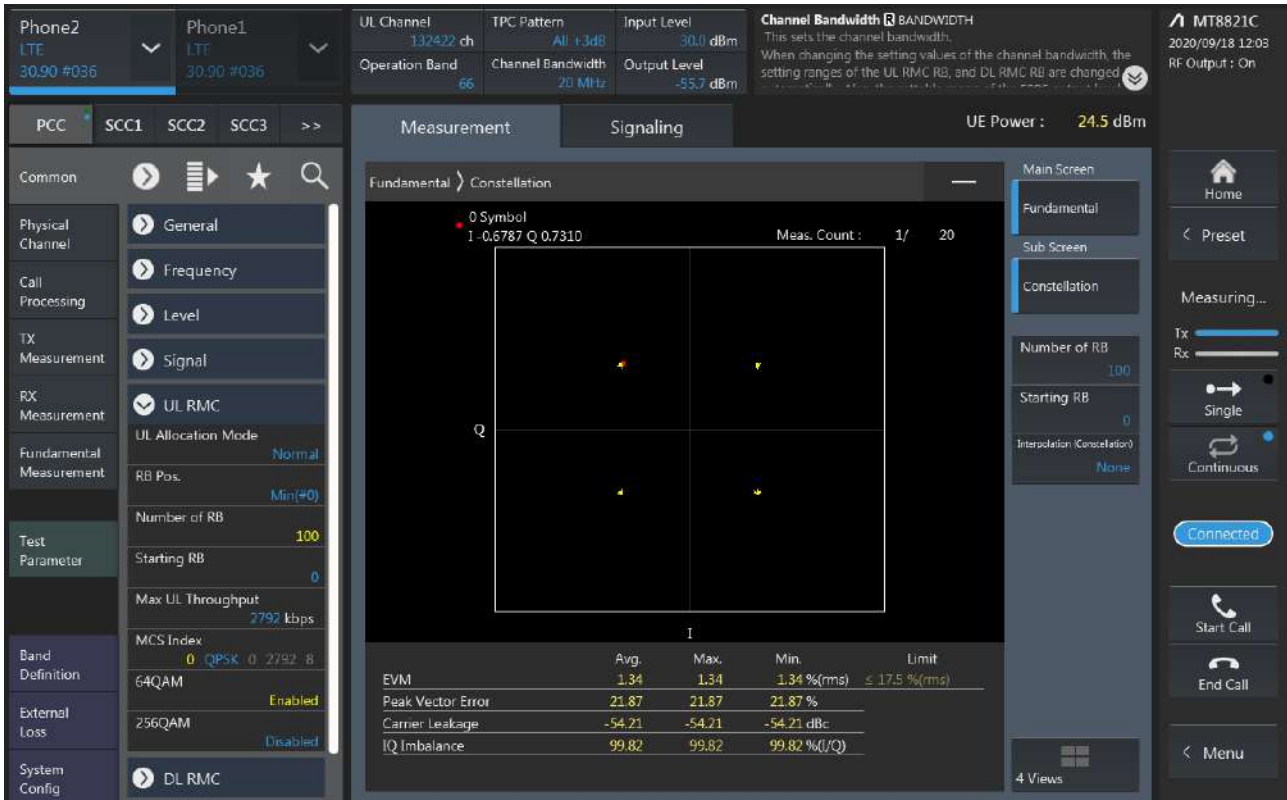 Phone2
LTE
30.90 #036
Phone1
LTE
30.90 #036
UL Channel
132422 ch
TPC Pattern
All +3dB
Input Level
30.0 dBm
Operation Band
66
Channel Bandwidth
20 MHz
Output Level
-55.7 dBm
Channel Bandwidth R BANDWIDTH
This sets the channel bandwidth.
When changing the setting values of the channel bandwidth, the
setting ranges of the UL RMC RB, and DL RMC RB are changed
MT8821C
2020/09/18 12:03
RF Output : On
PCC
SCC1
SCC2
SCC3
>>
Measurement
Signaling
UE Power : 24.5 dBm
Common
Physical
Channel
Call
Processing
TX
Measurement
RX
Measurement
Fundamental
Measurement
Test
Parameter
Band
Definition
External
Loss
System
Config
General
Frequency
Level
Signal
UL RMC
UL Allocation Mode
Normal
RB Pos.
Min(#0)
Number of RB
100
Starting RB
0
Max UL Throughput
2792 kbps
MCS Index
0 QPSK 0 2792 8
64QAM
Enabled
256QAM
Disabled
DL RMC
Fundamental 〉 Constellation
0 Symbol
I -0.6787 Q 0.7310
Meas. Count : 1/ 20
Q
I
Avg. Max. Min. Limit
EVM 1.34 1.34 1.34 %(rms) ≤ 17.5 %(rms)
Peak Vector Error 21.87 21.87 21.87 %
Carrier Leakage -54.21 -54.21 -54.21 dBc
IQ Imbalance 99.82 99.82 99.82 %(I/Q)
Main Screen
Fundamental
Sub Screen
Constellation
Number of RB
100
Starting RB
0
Interpolation (Constellation)
None
4 Views
Home
< Preset
Measuring...
Tx
Rx
Single
Continuous
Connected
Start Call
End Call
< Menu